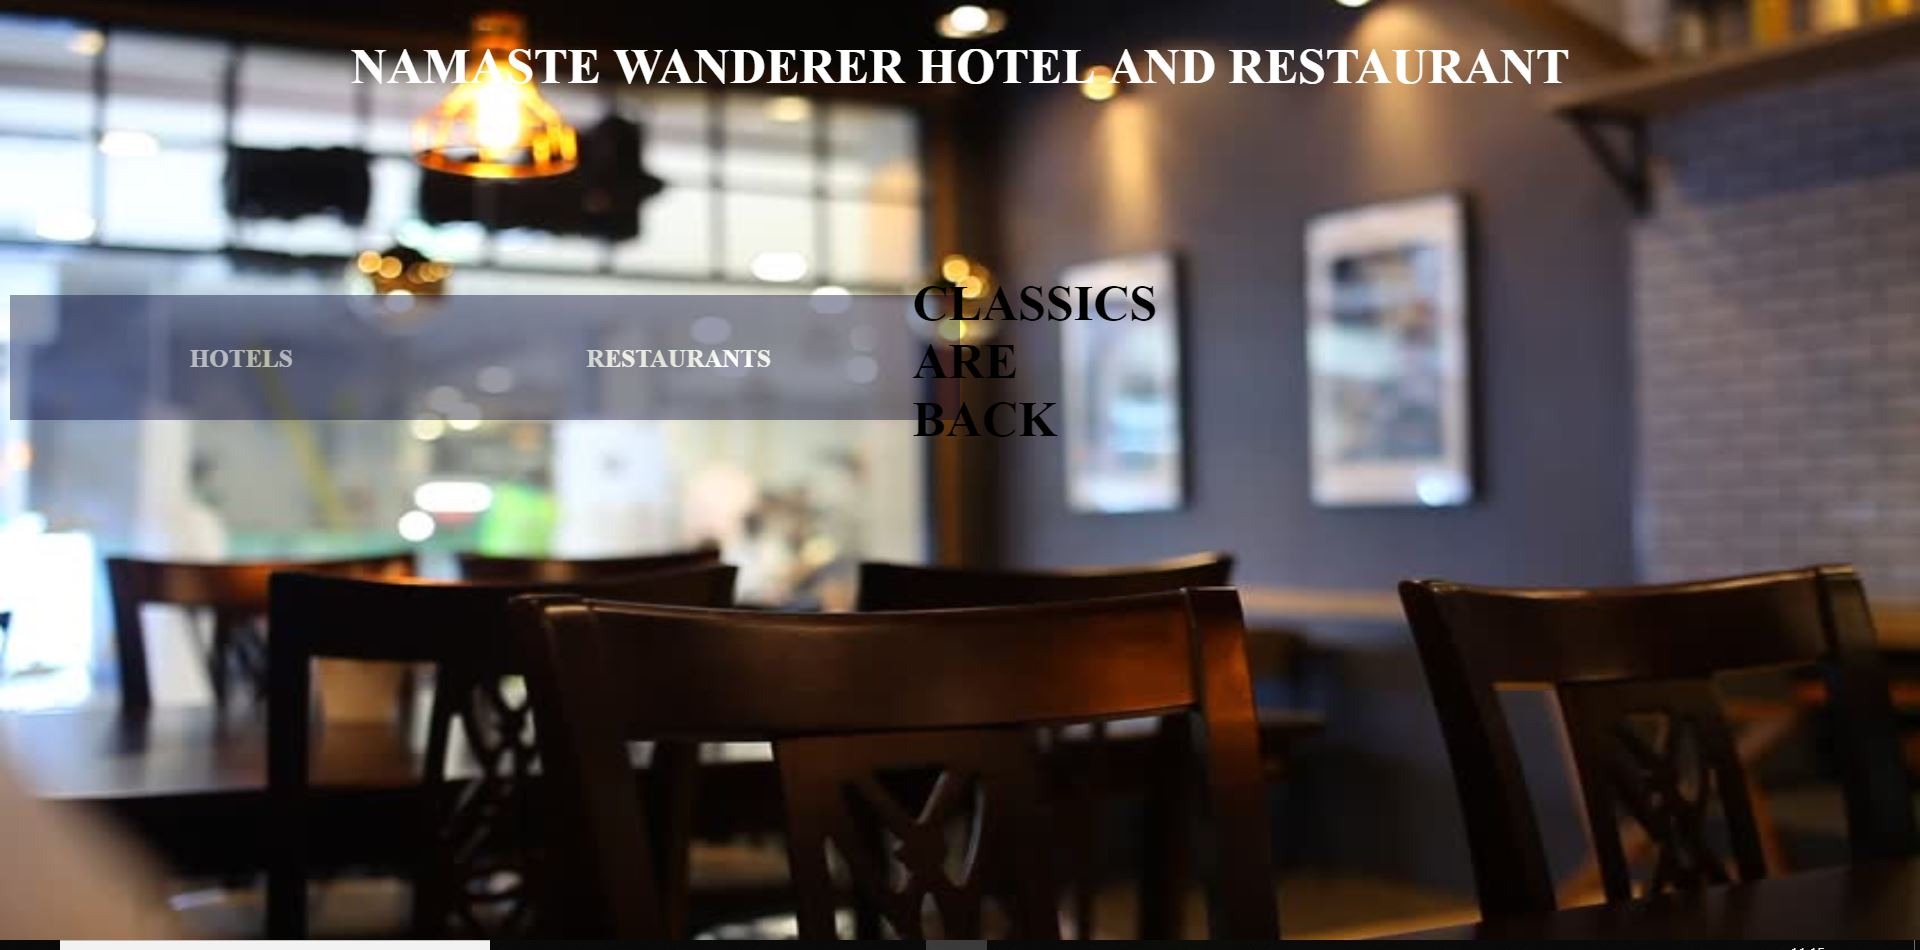 NAMASTE WANDERER HOTEL AND RESTAURANT
HOTELS
RESTAURANTS
CLASSICS
ARE
BACK